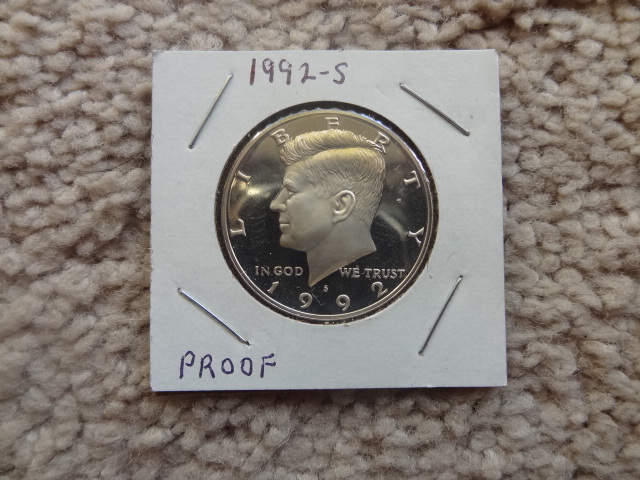 1992-S
LIBERTY
IN GOD WE TRUST
S
1992
PROOF